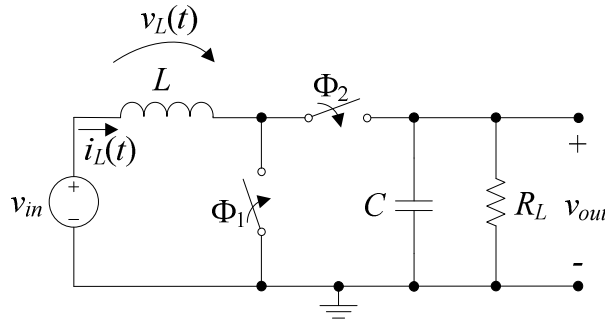 v_L(t)
L
Φ_2
i_L(t)
+
v_in
+
−
Φ_1
C
R_L
v_out
-